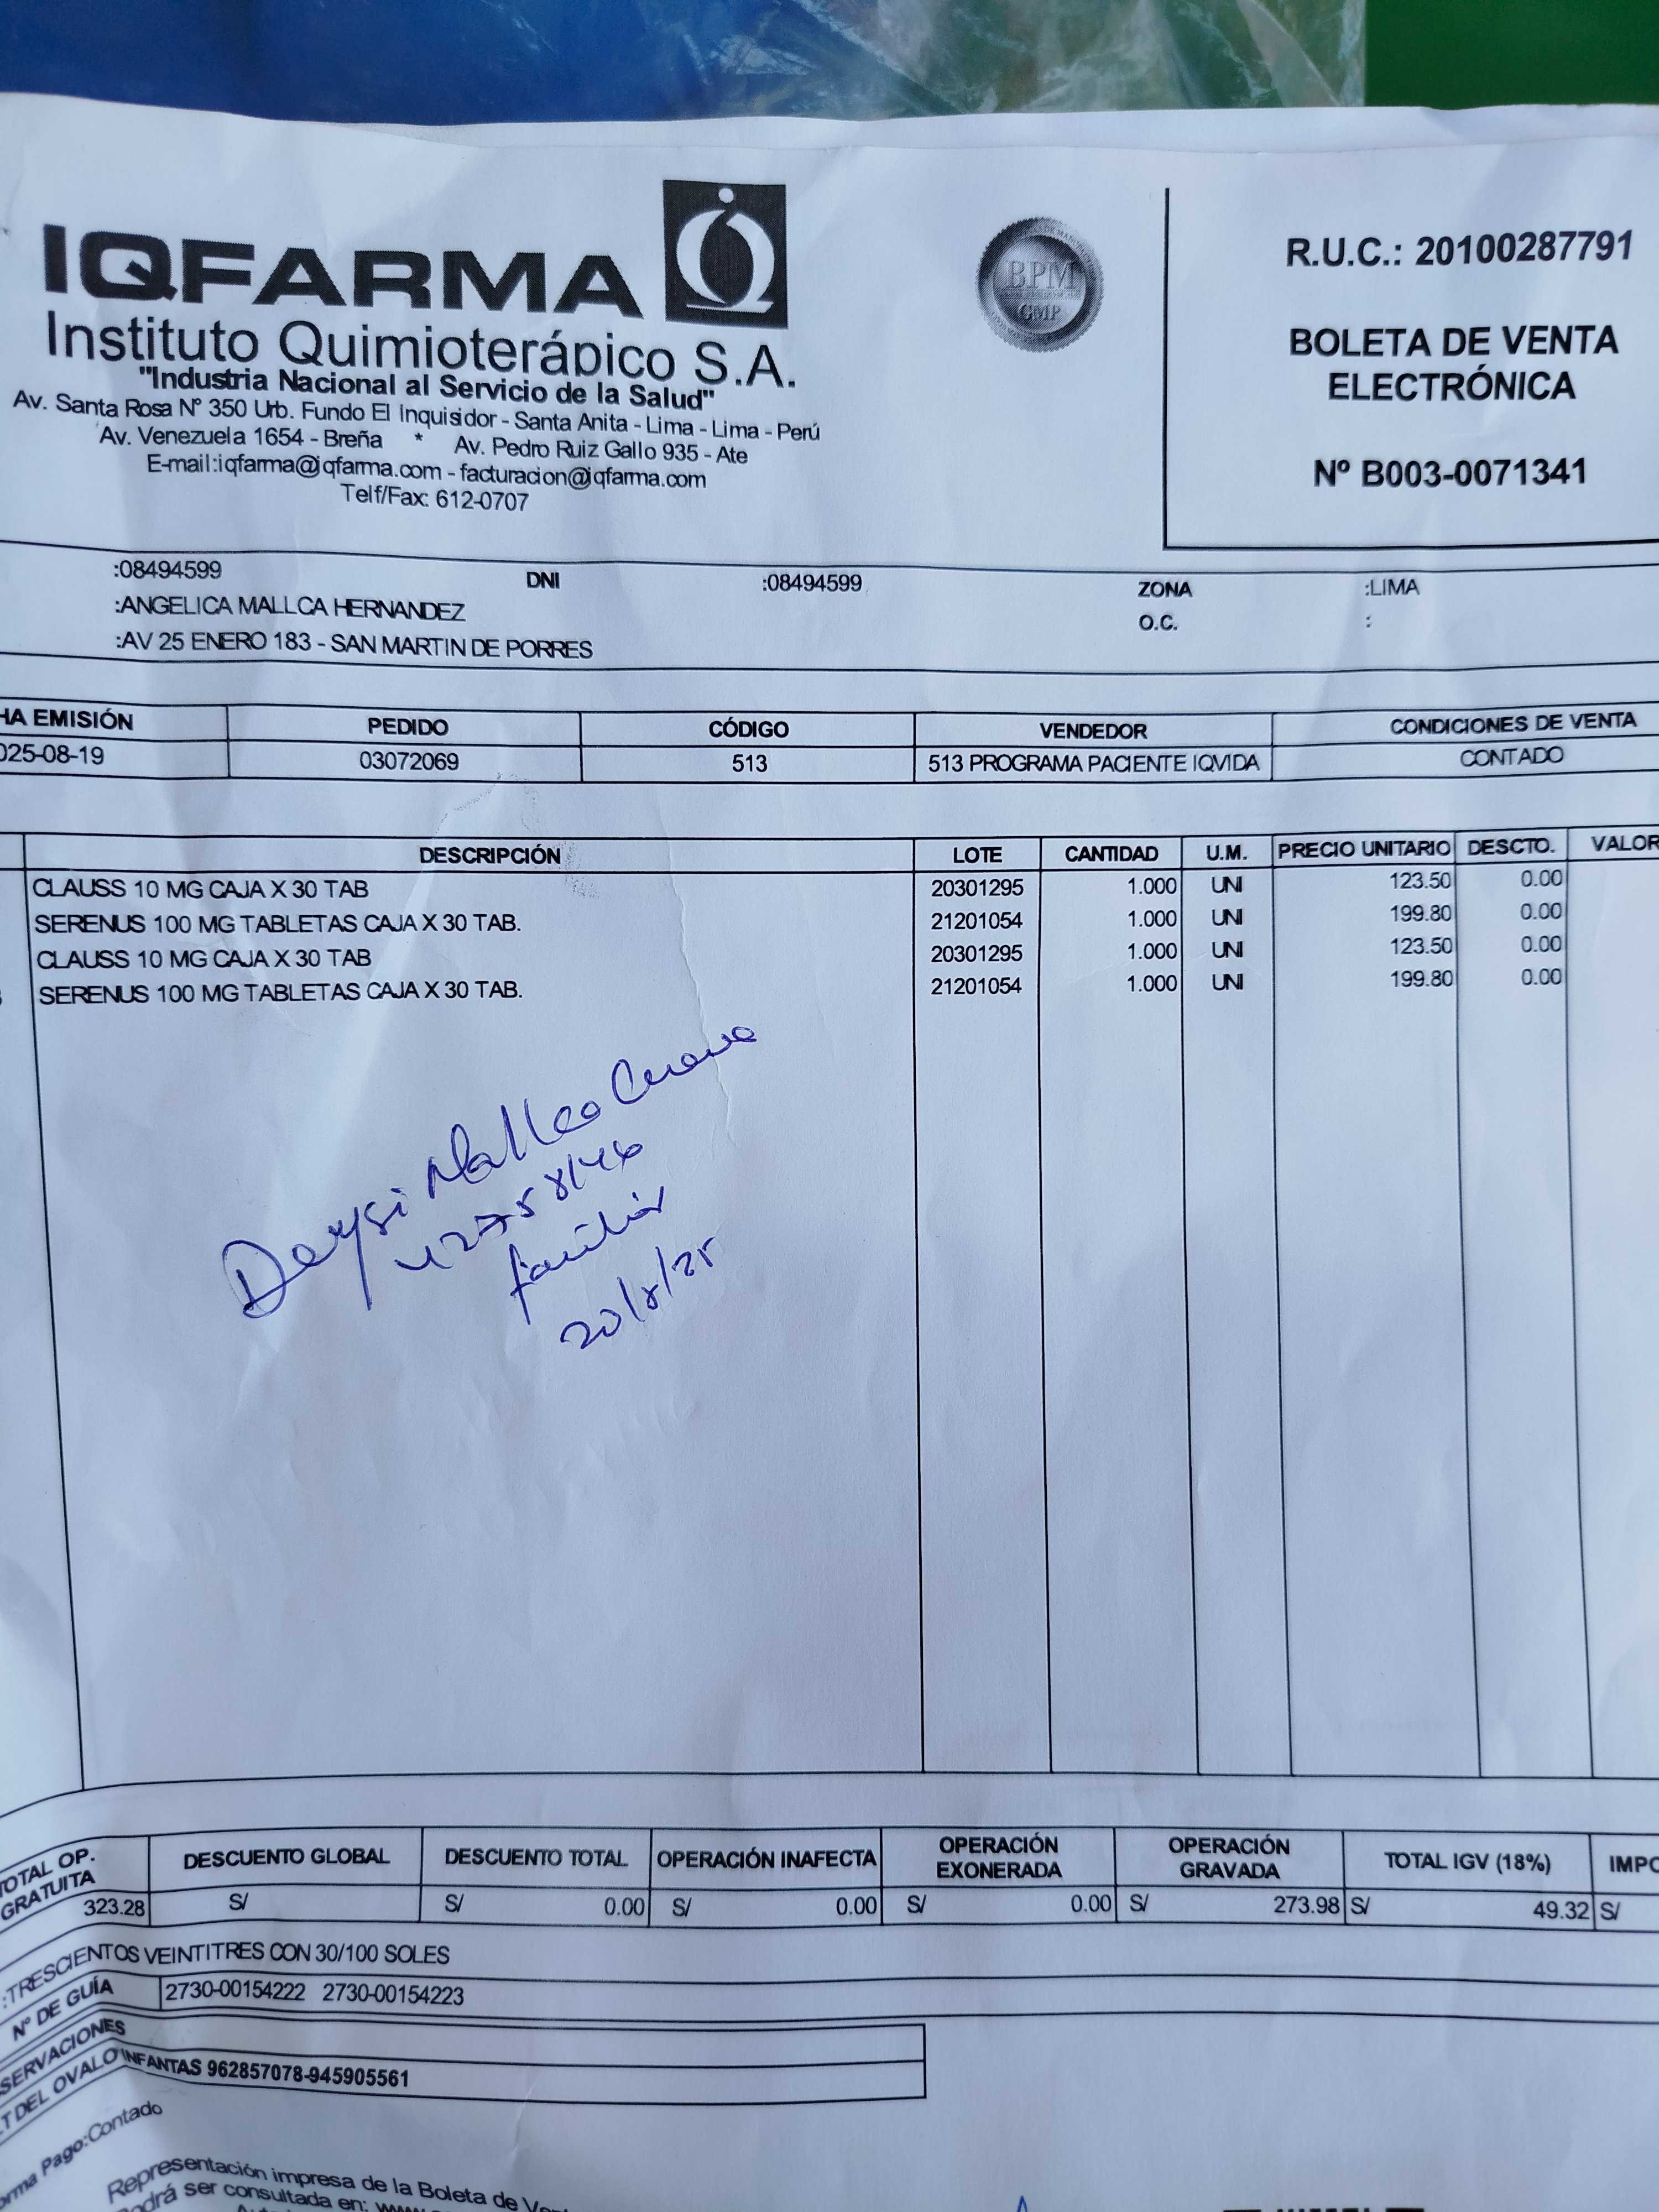 IQFARMA
Instituto Quimioterápico S.A.
"Industria Nacional al Servicio de la Salud"
Av. Santa Rosa Nº 350 Urb. Fundo El Inquisidor - Santa Anita - Lima - Lima - Perú
Av. Venezuela 1654 - Breña * Av. Pedro Ruiz Gallo 935 - Ate
E-mail:iqfarma@iqfarma.com - facturacion@iqfarma.com
Telf/Fax: 612-0707
BPM
GMP
R.U.C.: 20100287791
BOLETA DE VENTA
ELECTRÓNICA
Nº B003-0071341
:08494599 DNI :08494599 ZONA :LIMA
:ANGELICA MALLCA HERNANDEZ O.C. :
:AV 25 ENERO 183 - SAN MARTIN DE PORRES
HA EMISIÓN PEDIDO CÓDIGO VENDEDOR CONDICIONES DE VENTA
025-08-19 03072069 513 513 PROGRAMA PACIENTE IQVIDA CONTADO
DESCRIPCIÓN LOTE CANTIDAD U.M. PRECIO UNITARIO DESCTO. VALOR
CLAUSS 10 MG CAJA X 30 TAB 20301295 1.000 UNI 123.50 0.00
SERENUS 100 MG TABLETAS CAJA X 30 TAB. 21201054 1.000 UNI 199.80 0.00
CLAUSS 10 MG CAJA X 30 TAB 20301295 1.000 UNI 123.50 0.00
SERENUS 100 MG TABLETAS CAJA X 30 TAB. 21201054 1.000 UNI 199.80 0.00
Deysi Mallca
familiar
20/8/25
TOTAL OP. GRATUITA DESCUENTO GLOBAL DESCUENTO TOTAL OPERACIÓN INAFECTA OPERACIÓN EXONERADA OPERACIÓN GRAVADA TOTAL IGV (18%) IMPO
323.28 S/ S/ 0.00 S/ 0.00 S/ 0.00 S/ 273.98 S/ 49.32 S/
:TRESCIENTOS VEINTITRES CON 30/100 SOLES
Nº DE GUÍA 2730-00154222 2730-00154223
SERVACIONES
T DEL OVALO INFANTAS 962857078-945905561
orma Pago:Contado
Representación impresa de la Boleta de Ven
odrá ser consultada en: